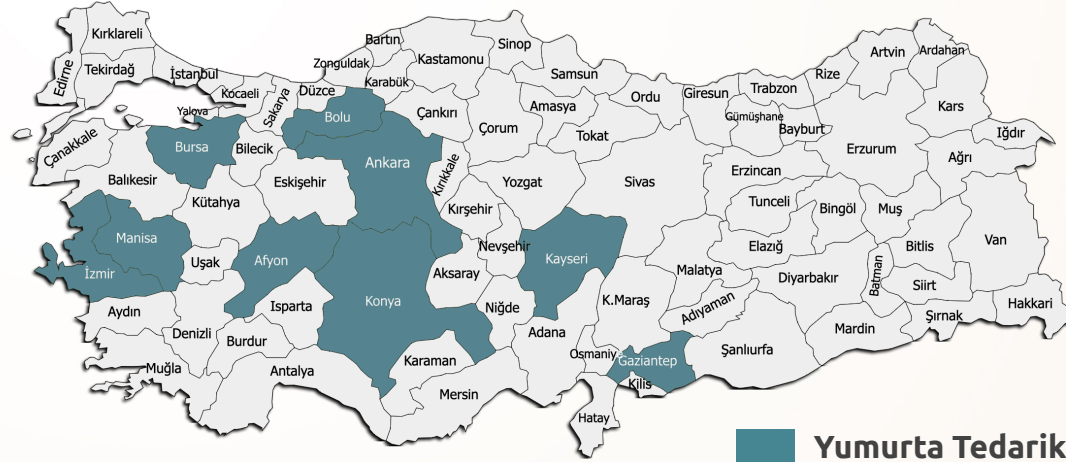 Kırklareli
Edirne
Tekirdağ
İstanbul
Kocaeli
Yalova
Sakarya
Düzce
Zonguldak
Bartın
Karabük
Kastamonu
Sinop
Samsun
Ordu
Giresun
Trabzon
Rize
Artvin
Ardahan
Kars
Iğdır
Gümüşhane
Bayburt
Erzurum
Ağrı
Bolu
Çankırı
Çorum
Amasya
Tokat
Çanakkale
Bursa
Bilecik
Balıkesir
Eskişehir
Kütahya
Ankara
Kırıkkale
Yozgat
Sivas
Erzincan
Tunceli
Bingöl
Muş
Kırşehir
Nevşehir
Kayseri
Malatya
Elazığ
Diyarbakır
Batman
Bitlis
Siirt
Van
Hakkari
Şırnak
Manisa
İzmir
Uşak
Afyon
Aydın
Denizli
Isparta
Burdur
Konya
Aksaray
Niğde
Adana
K.Maraş
Adıyaman
Şanlıurfa
Mardin
Muğla
Antalya
Karaman
Mersin
Osmaniy
Gaziantep
Kilis
Hatay
Yumurta Tedarik